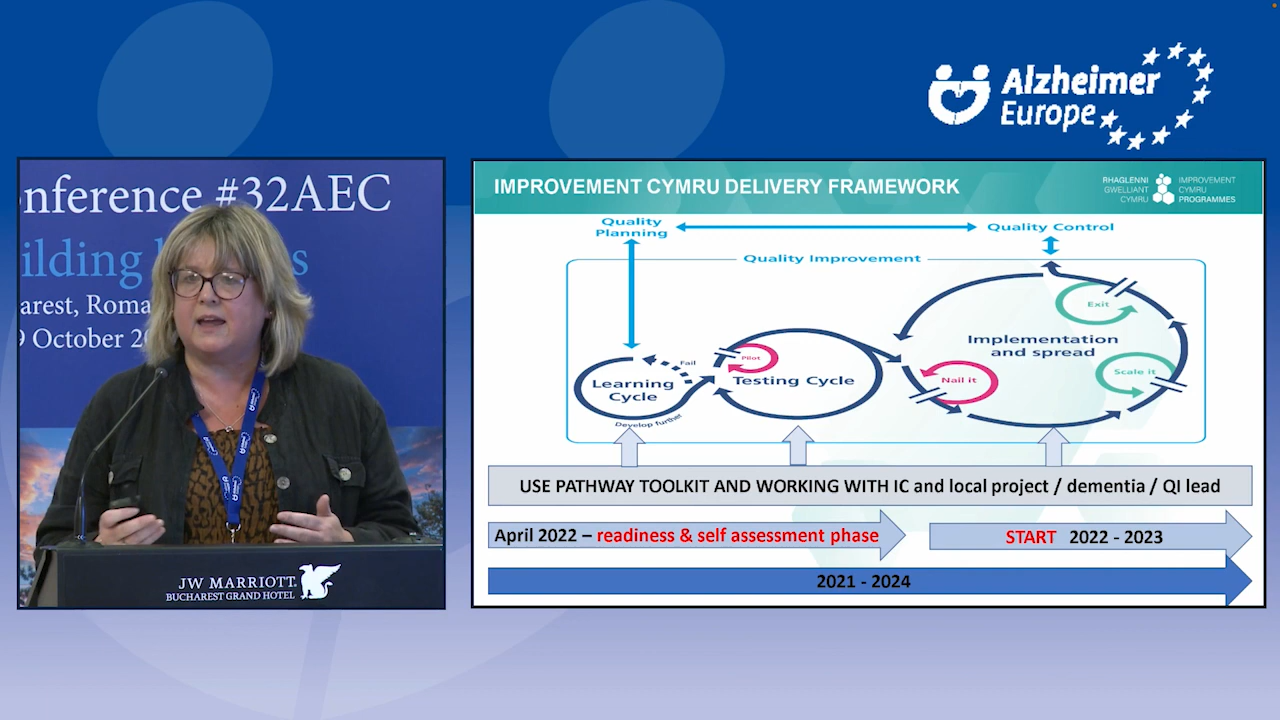 Alzheimer
Europe
onference #32AEC
ilding
s
arest, Roma
9 October 20
JW MARRIOTT
BUCHAREST GRAND HOTEL
IMPROVEMENT CYMRU DELIVERY FRAMEWORK
RHAGLENNI
GWELLIANT
CYMRU
IMPROVEMENT
CYMRU
PROGRAMMES
Quality
Planning
Quality Control
Quality Improvement
Learning
Cycle
Fail
Develop further
Pilot
Testing Cycle
Implementation
and spread
Exit
Nail it
Scale it
USE PATHWAY TOOLKIT AND WORKING WITH IC and local project / dementia / QI lead
April 2022 – readiness & self assessment phase
START 2022 - 2023
2021 - 2024